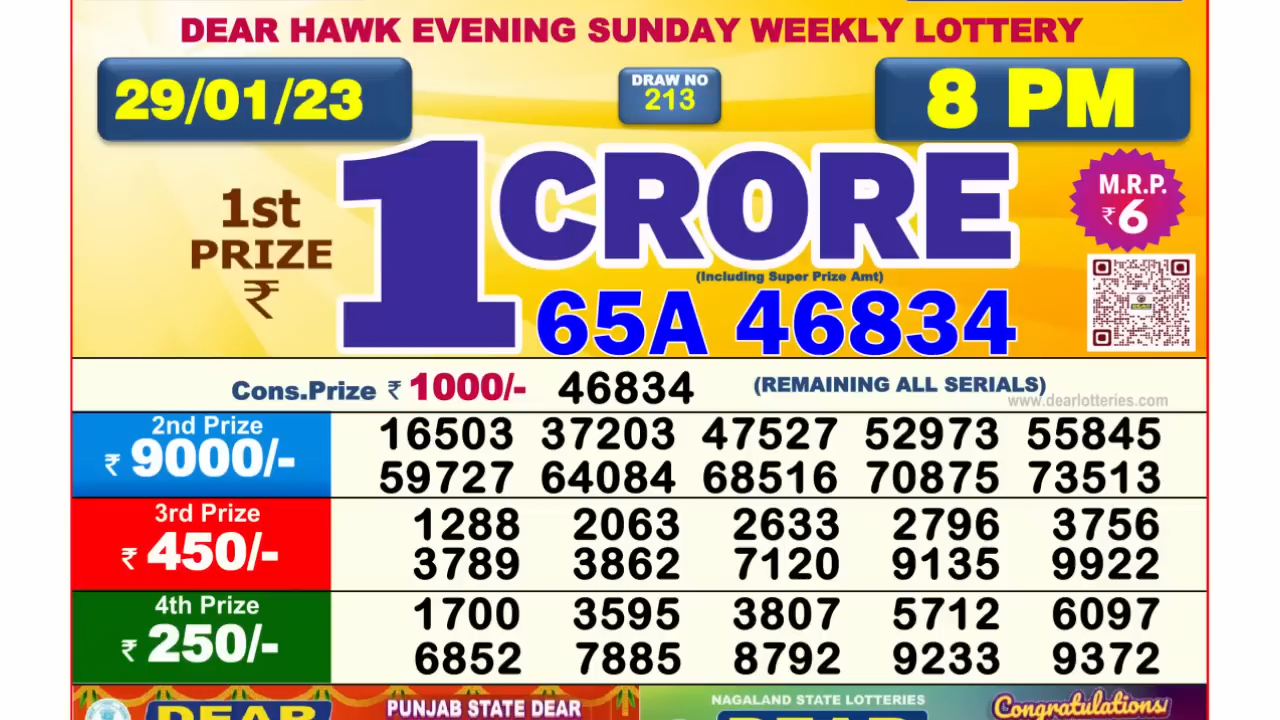 DEAR HAWK EVENING SUNDAY WEEKLY LOTTERY
29/01/23
DRAW NO
213
8 PM
1st
PRIZE
₹
1 CRORE
(Including Super Prize Amt)
65A 46834
M.R.P.
₹ 6
Cons.Prize ₹ 1000/- 46834 (REMAINING ALL SERIALS)
www.dearlotteries.com
2nd Prize
₹ 9000/-
16503 37203 47527 52973 55845
59727 64084 68516 70875 73513
3rd Prize
₹ 450/-
1288 2063 2633 2796 3756
3789 3862 7120 9135 9922
4th Prize
₹ 250/-
1700 3595 3807 5712 6097
6852 7885 8792 9233 9372
DEAR
PUNJAB STATE DEAR
NAGALAND STATE LOTTERIES
DEAR
Congratulations!